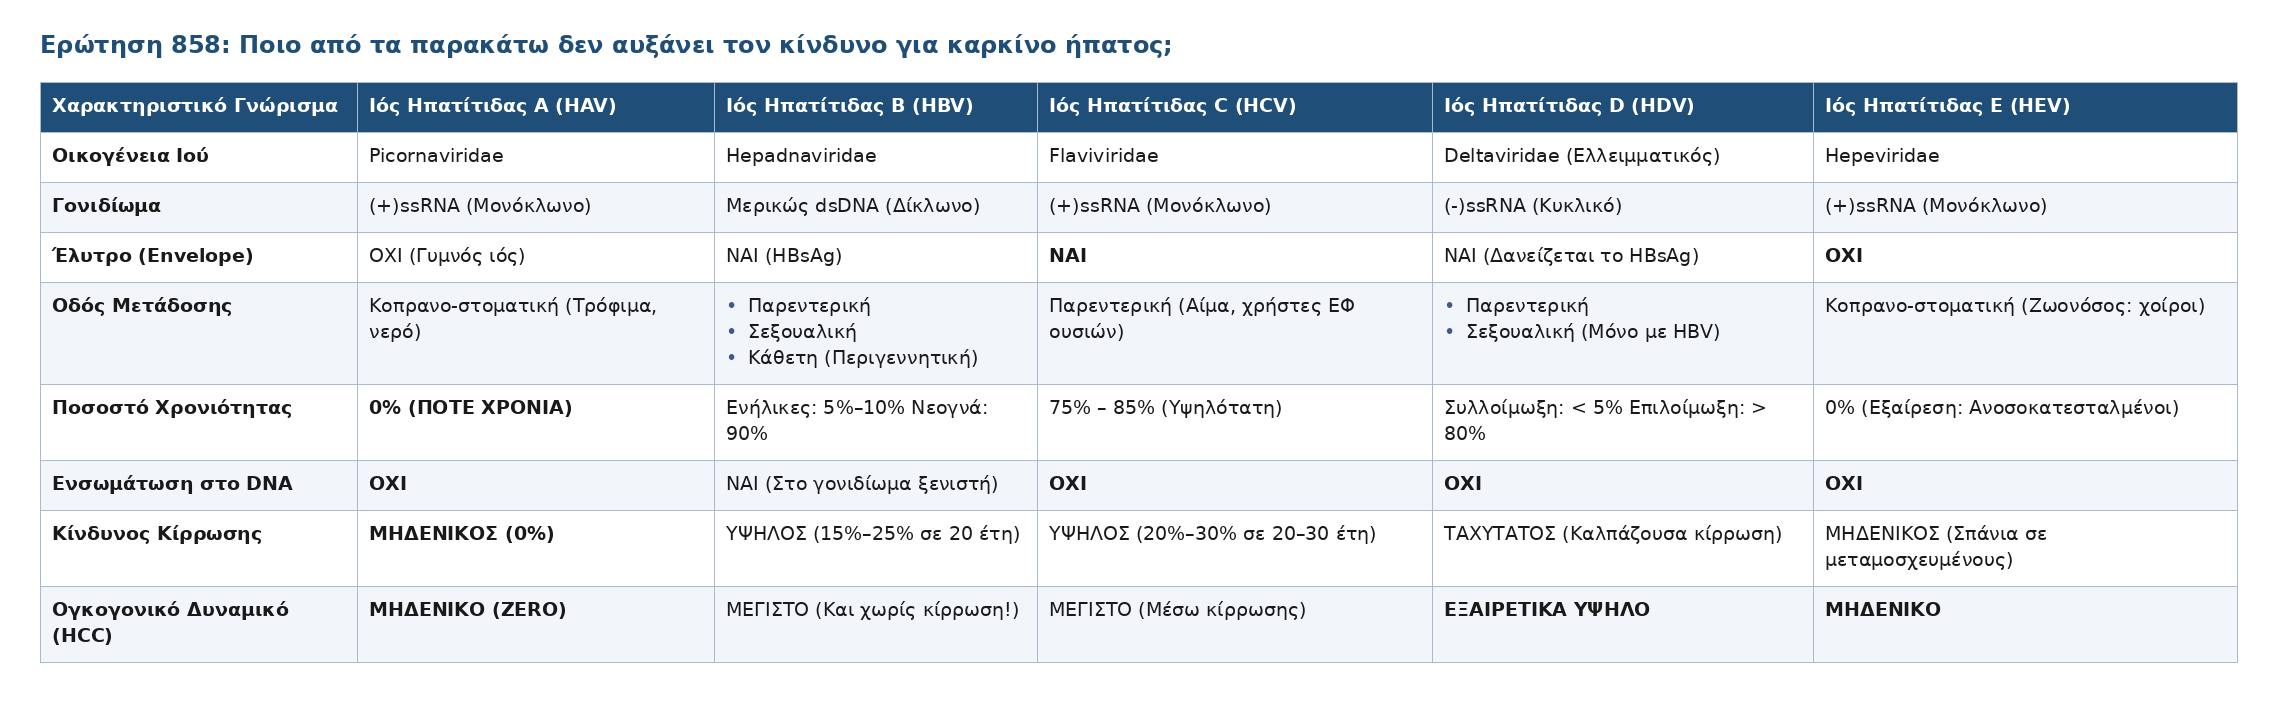 Ερώτηση 858: Ποιο από τα παρακάτω δεν αυξάνει τον κίνδυνο για καρκίνο ήπατος;
Χαρακτηριστικό Γνώρισμα
Ιός Ηπατίτιδας A (HAV)
Ιός Ηπατίτιδας B (HBV)
Ιός Ηπατίτιδας C (HCV)
Ιός Ηπατίτιδας D (HDV)
Ιός Ηπατίτιδας E (HEV)
Οικογένεια Ιού
Picornaviridae
Hepadnaviridae
Flaviviridae
Deltaviridae (Ελλειμματικός)
Hepeviridae
Γονιδίωμα
(+)ssRNA (Μονόκλωνο)
Μερικώς dsDNA (Δίκλωνο)
(+)ssRNA (Μονόκλωνο)
(-)ssRNA (Κυκλικό)
(+)ssRNA (Μονόκλωνο)
Έλυτρο (Envelope)
ΟΧΙ (Γυμνός ιός)
ΝΑΙ (HBsAg)
ΝΑΙ
ΝΑΙ (Δανείζεται το HBsAg)
ΟΧΙ
Οδός Μετάδοσης
Κοπρανο-στοματική (Τρόφιμα,
νερό)
• Παρεντερική
• Σεξουαλική
• Κάθετη (Περιγεννητική)
Παρεντερική (Αίμα, χρήστες ΕΦ
ουσιών)
• Παρεντερική
• Σεξουαλική (Μόνο με HBV)
Κοπρανο-στοματική (Ζωονόσος: χοίροι)
Ποσοστό Χρονιότητας
0% (ΠΟΤΕ ΧΡΟΝΙΑ)
Ενήλικες: 5%–10% Νεογνά:
90%
75% – 85% (Υψηλότατη)
Συλλοίμωξη: < 5% Επιλοίμωξη: >
80%
0% (Εξαίρεση: Ανοσοκατεσταλμένοι)
Ενσωμάτωση στο DNA
ΟΧΙ
ΝΑΙ (Στο γονιδίωμα ξενιστή)
ΟΧΙ
ΟΧΙ
ΟΧΙ
Κίνδυνος Κίρρωσης
ΜΗΔΕΝΙΚΟΣ (0%)
ΥΨΗΛΟΣ (15%–25% σε 20 έτη)
ΥΨΗΛΟΣ (20%–30% σε 20–30 έτη)
ΤΑΧΥΤΑΤΟΣ (Καλπάζουσα κίρρωση)
ΜΗΔΕΝΙΚΟΣ (Σπάνια σε
μεταμοσχευμένους)
Ογκογονικό Δυναμικό
(HCC)
ΜΗΔΕΝΙΚΟ (ZERO)
ΜΕΓΙΣΤΟ (Και χωρίς κίρρωση!)
ΜΕΓΙΣΤΟ (Μέσω κίρρωσης)
ΕΞΑΙΡΕΤΙΚΑ ΥΨΗΛΟ
ΜΗΔΕΝΙΚΟ